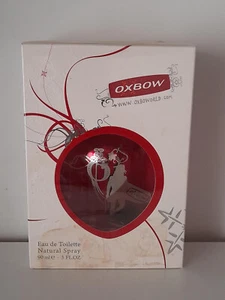 OXBOW
www.oxboworld.com
Eau de Toilette
Natural Spray